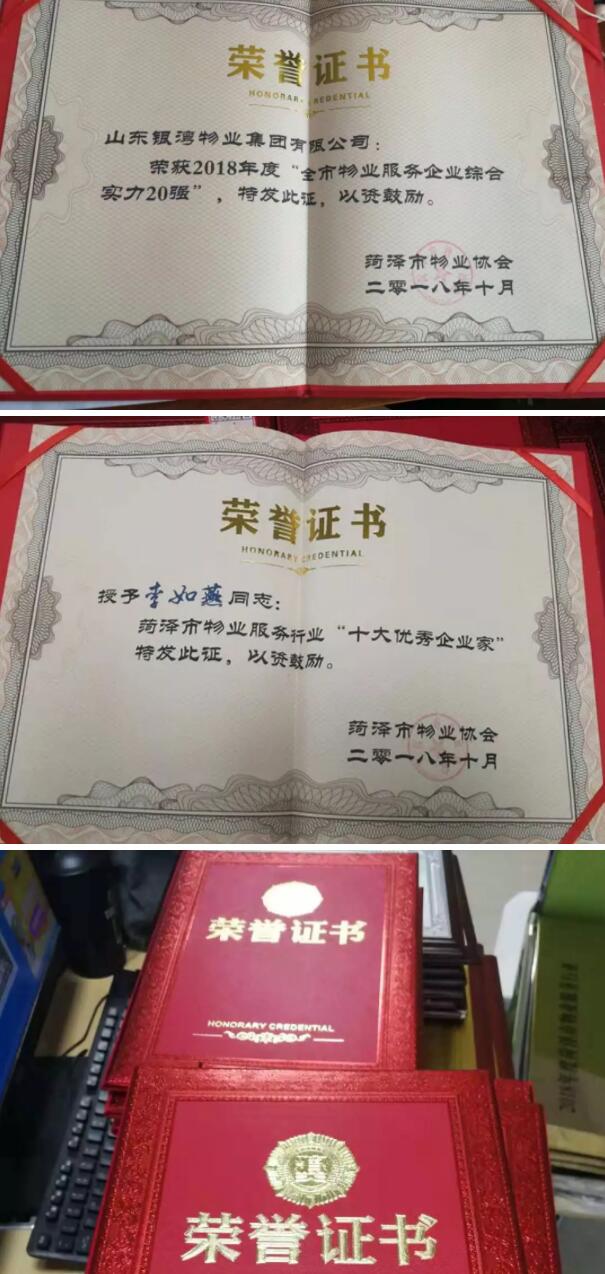 荣誉证书
HONORARY CREDENTIAL
山东银湾物业集团有限公司：
荣获2018年度“全市物业服务企业综合
实力20强”，特发此证，以资鼓励。
菏泽市物业协会
二零一八年十月
荣誉证书
HONORARY CREDENTIAL
授予李如燕同志：
菏泽市物业服务行业“十大优秀企业家”
特发此证，以资鼓励。
菏泽市物业协会
二零一八年十月
荣誉证书
HONORARY CREDENTIAL
荣誉证书